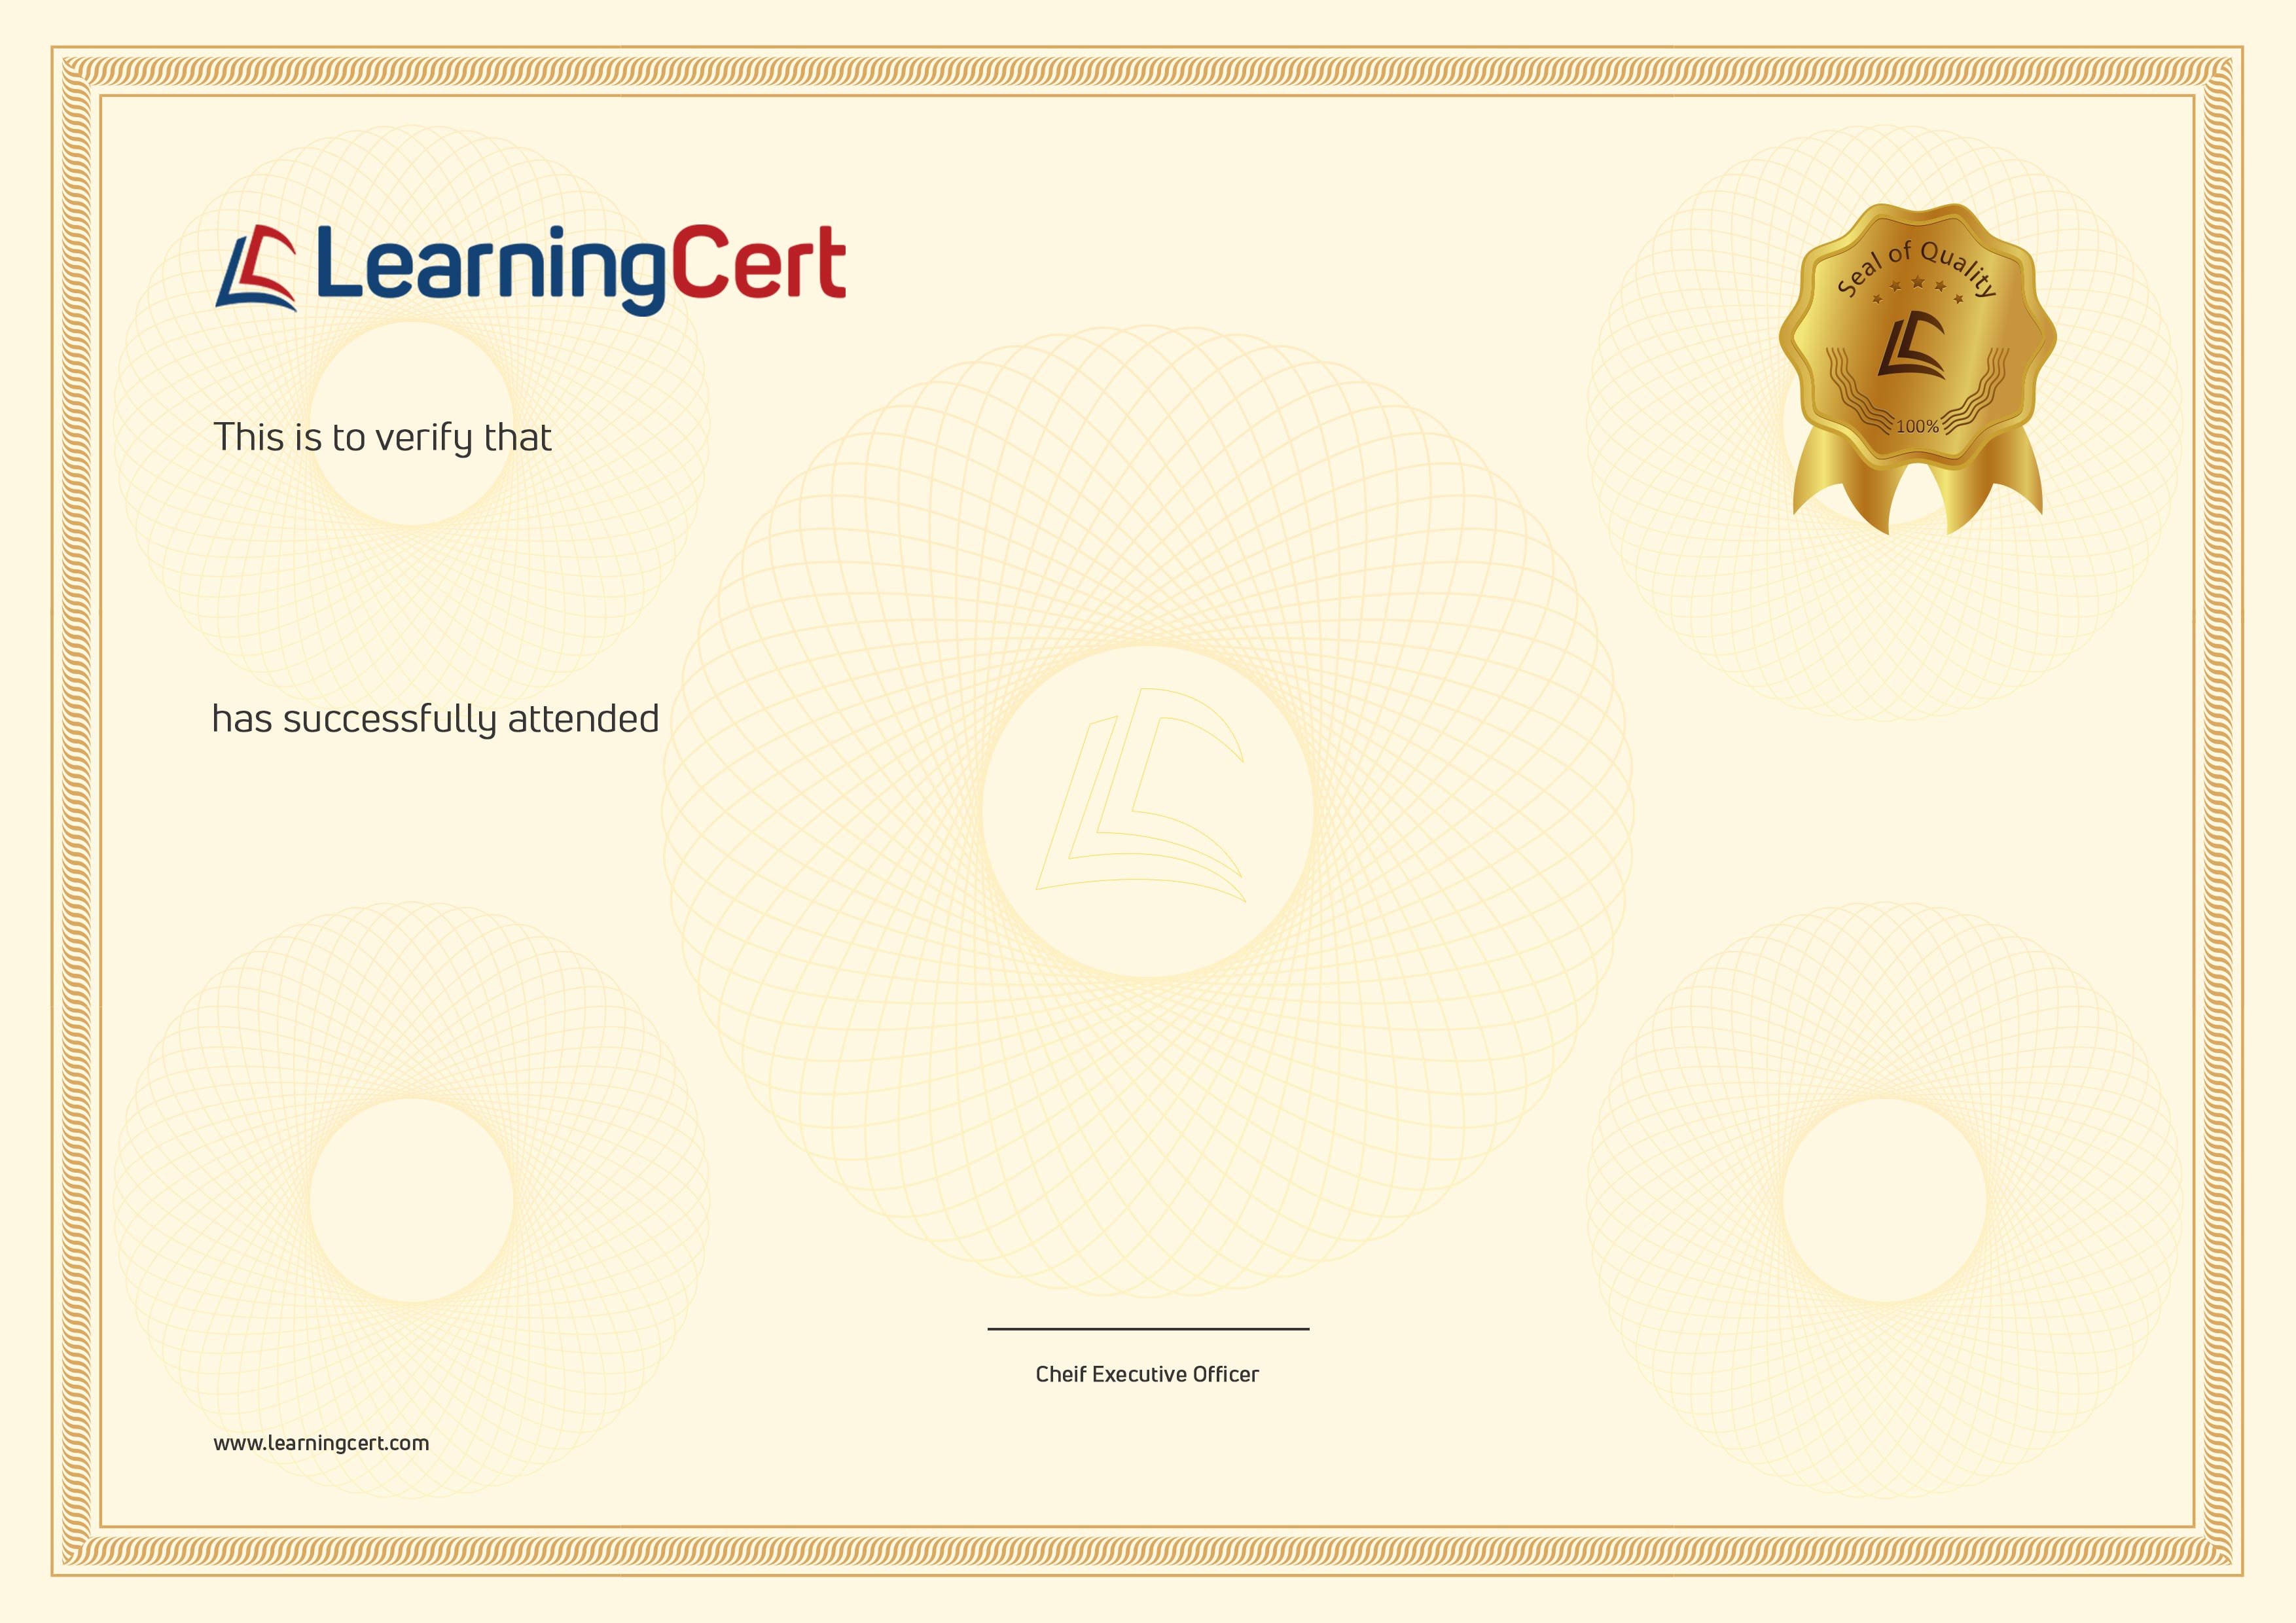 LearningCert
Seal of Quality
100%
This is to verify that
has successfully attended
Cheif Executive Officer
www.learningcert.com